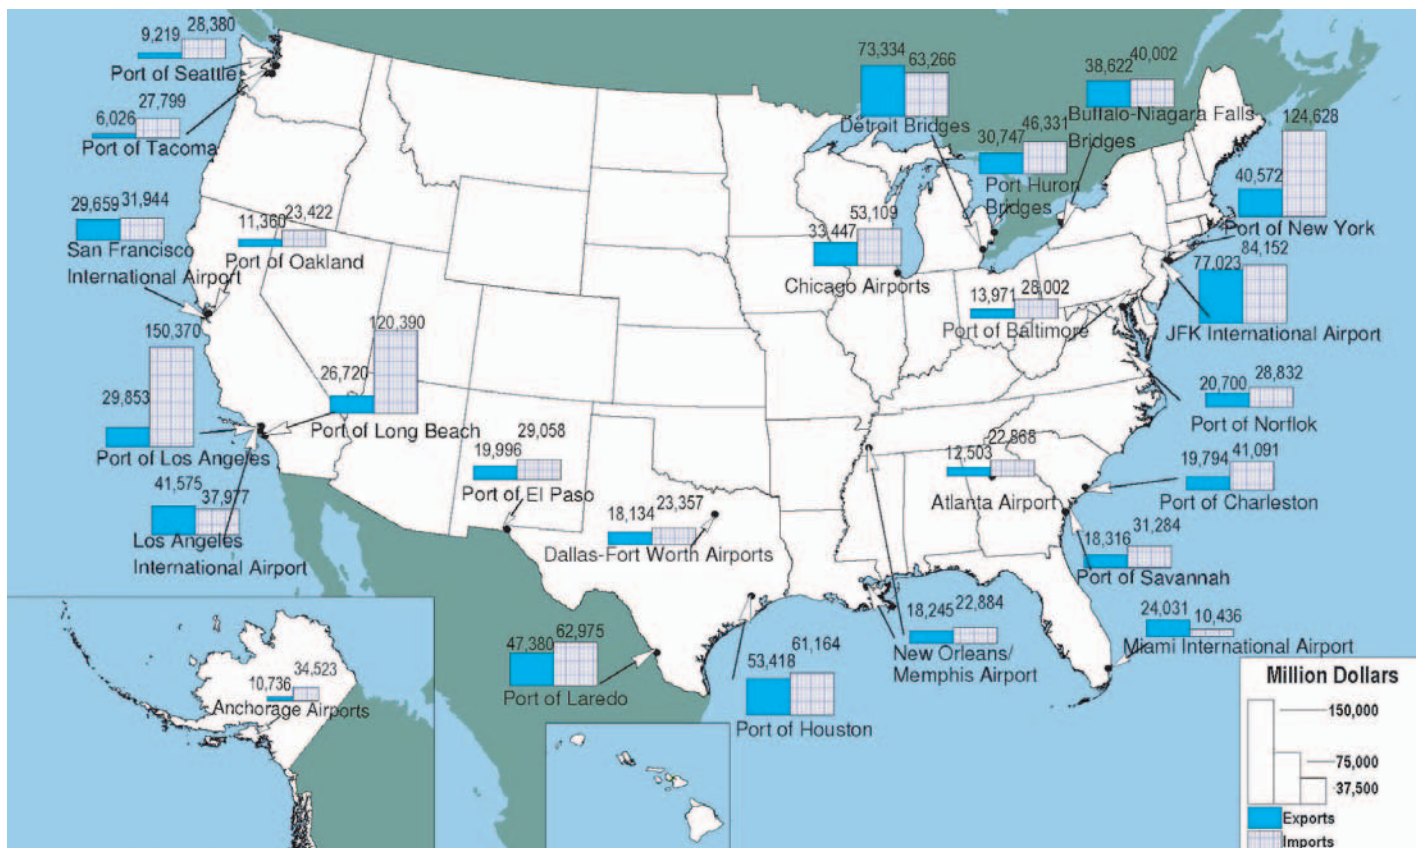 9,219 28,380
Port of Seattle
27,799
6,026
Port of Tacoma
29,659 31,944
San Francisco
International Airport
11,360 23,422
Port of Oakland
150,370
29,853
Port of Los Angeles
120,390
26,720
Port of Long Beach
41,575
37,977
Los Angeles
International Airport
29,058
19,996
Port of El Paso
18,134 23,357
Dallas-Fort Worth Airports
47,380 62,975
Port of Laredo
61,164
53,418
Port of Houston
34,523
10,736
Anchorage Airports
73,334
63,266
Detroit Bridges
40,002
38,622
Buffalo-Niagara Falls
Bridges
46,331
30,747
Port Huron
Bridges
53,109
33,447
Chicago Airports
124,628
40,572
Port of New York
84,152
77,023
JFK International Airport
13,971 28,002
Port of Baltimore
28,832
20,700
Port of Norflok
22,868
12,503
Atlanta Airport
41,091
19,794
Port of Charleston
31,284
18,316
Port of Savannah
18,245 22,884
New Orleans/
Memphis Airport
24,031
10,436
Miami International Airport
Million Dollars
150,000
75,000
37,500
Exports
Imports